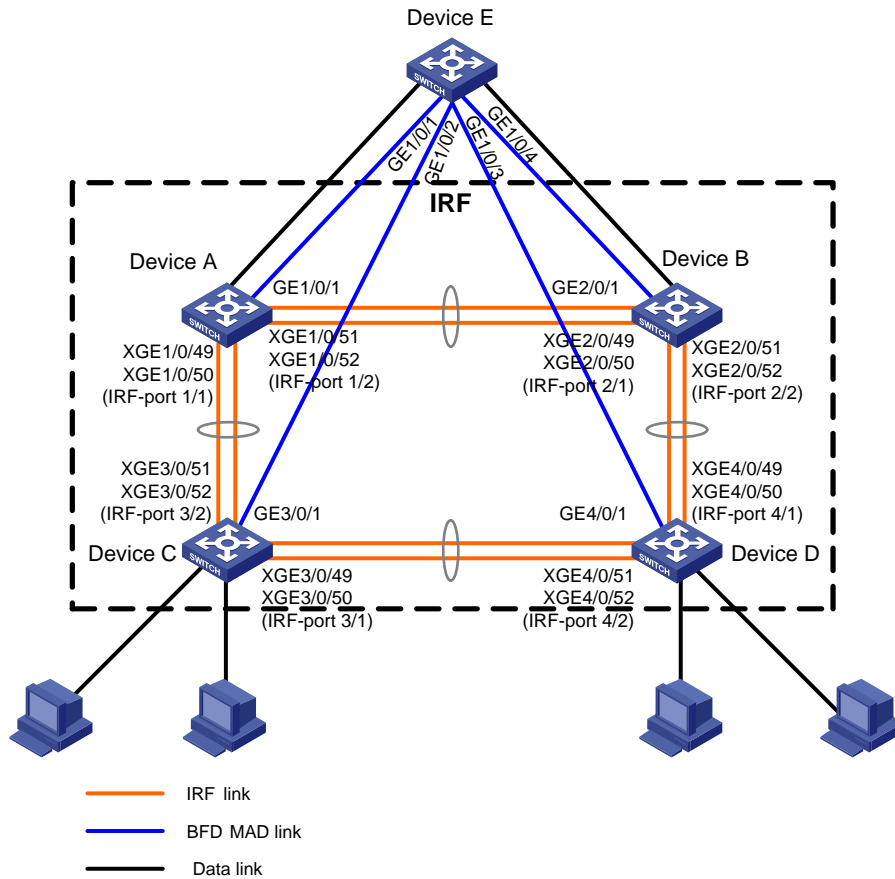 Device E
SWITCH
GE1/0/1
GE1/0/2
GE1/0/3
GE1/0/4
IRF
Device A
Device B
GE1/0/1
GE2/0/1
SWITCH
SWITCH
XGE1/0/49
XGE1/0/50
(IRF-port 1/1)
XGE1/0/51
XGE1/0/52
(IRF-port 1/2)
XGE2/0/49
XGE2/0/50
(IRF-port 2/1)
XGE2/0/51
XGE2/0/52
(IRF-port 2/2)
XGE3/0/51
XGE3/0/52
(IRF-port 3/2)
XGE4/0/49
XGE4/0/50
(IRF-port 4/1)
GE3/0/1
GE4/0/1
Device C
SWITCH
SWITCH
Device D
XGE3/0/49
XGE3/0/50
(IRF-port 3/1)
XGE4/0/51
XGE4/0/52
(IRF-port 4/2)
IRF link
BFD MAD link
Data link